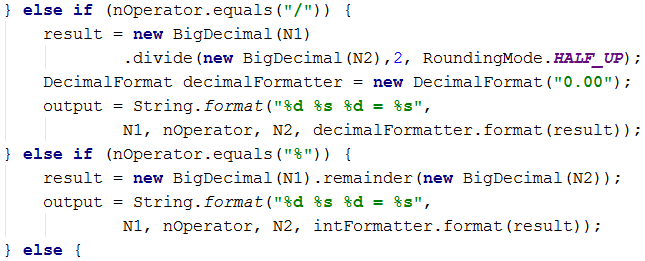 } else if (nOperator.equals("/")) {
result = new BigDecimal(N1)
.divide(new BigDecimal(N2),2, RoundingMode.HALF_UP);
DecimalFormat decimalFormatter = new DecimalFormat("0.00");
output = String.format("%d %s %d = %s",
N1, nOperator, N2, decimalFormatter.format(result));
} else if (nOperator.equals("%")) {
result = new BigDecimal(N1).remainder(new BigDecimal(N2));
output = String.format("%d %s %d = %s",
N1, nOperator, N2, intFormatter.format(result));
} else {